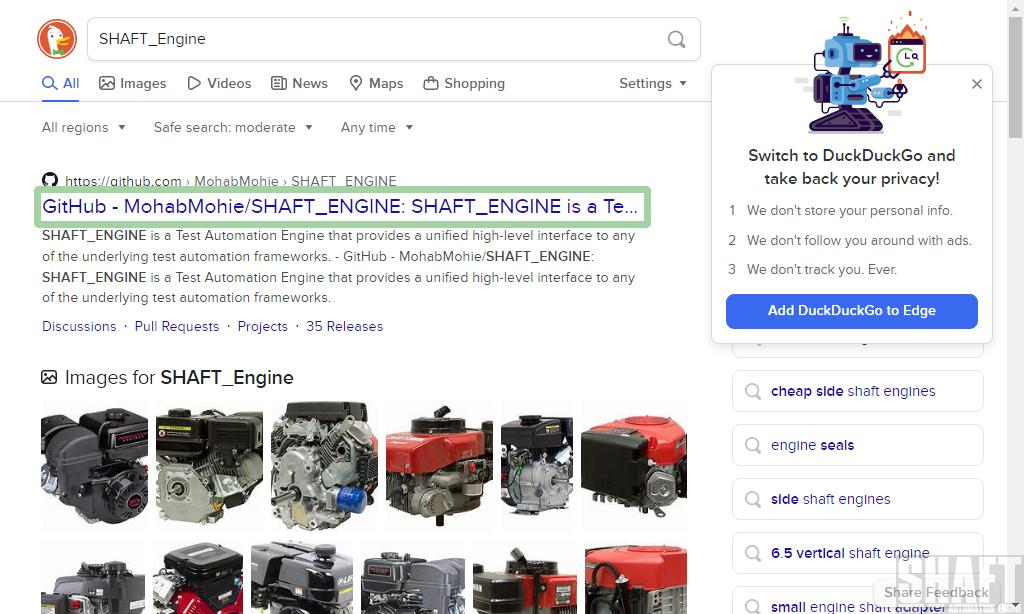 SHAFT_Engine
All
Images
Videos
News
Maps
Shopping
Settings
All regions
Safe search: moderate
Any time
https://github.com › MohabMohie › SHAFT_ENGINE
GitHub - MohabMohie/SHAFT_ENGINE: SHAFT_ENGINE is a Te...
SHAFT_ENGINE is a Test Automation Engine that provides a unified high-level interface to any
of the underlying test automation frameworks. - GitHub - MohabMohie/SHAFT_ENGINE:
SHAFT_ENGINE is a Test Automation Engine that provides a unified high-level interface to any
of the underlying test automation frameworks.
Discussions · Pull Requests · Projects · 35 Releases
Images for SHAFT_Engine
Switch to DuckDuckGo and
take back your privacy!
1 We don't store your personal info.
2 We don't follow you around with ads.
3 We don't track you. Ever.
Add DuckDuckGo to Edge
cheap side shaft engines
engine seals
side shaft engines
6.5 vertical shaft engine
small engine shaft adapter
Share Feedback
SHAFT